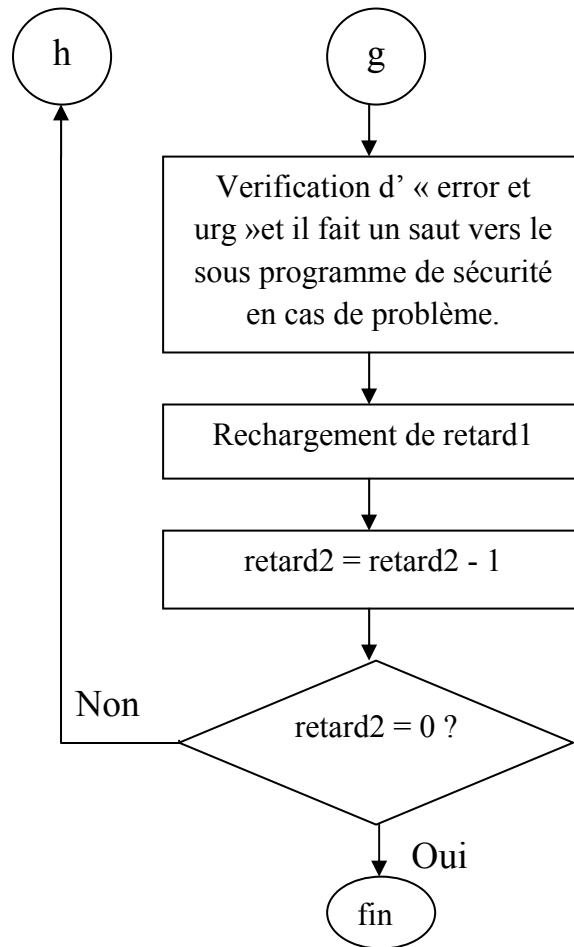 h
g
Verification d’ « error et
urg »et il fait un saut vers le
sous programme de sécurité
en cas de problème.
Rechargement de retard1
retard2 = retard2 - 1
retard2 = 0 ?
Non
Oui
fin